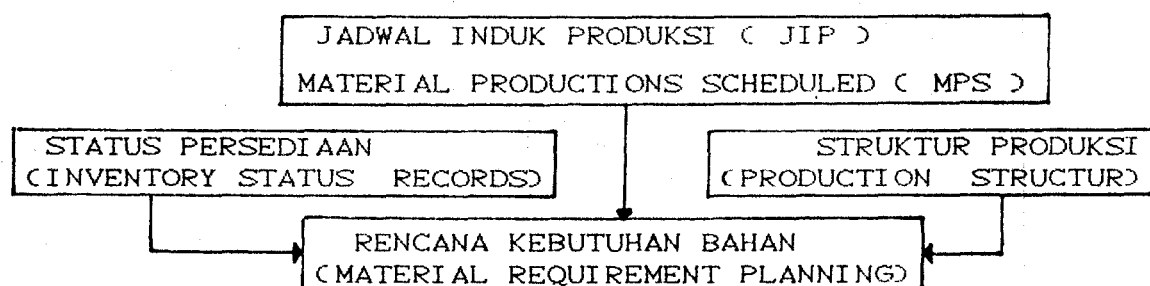 JADWAL INDUK PRODUKSI ( JIP )
MATERIAL PRODUCTIONS SCHEDULED ( MPS )
STATUS PERSEDIAAN
(INVENTORY STATUS RECORDS)
STRUKTUR PRODUKSI
(PRODUCTION STRUCTUR)
RENCANA KEBUTUHAN BAHAN
(MATERIAL REQUIREMENT PLANNING)